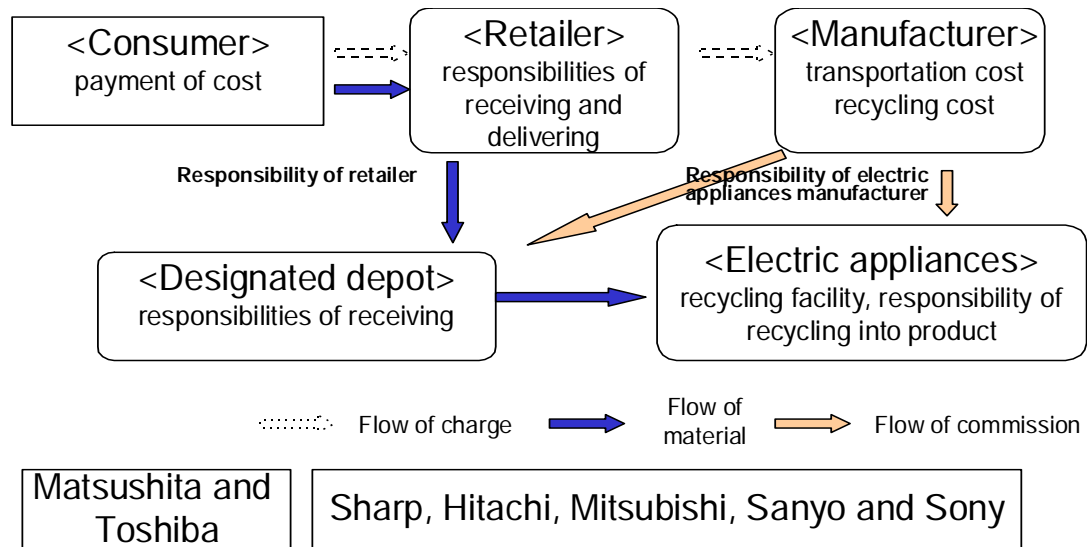 <Consumer>
payment of cost
<Retailer>
responsibilities of
receiving and
delivering
<Manufacturer>
transportation cost
recycling cost
Responsibility of retailer
Responsibility of electric
appliances manufacturer
<Designated depot>
responsibilities of receiving
<Electric appliances>
recycling facility, responsibility of
recycling into product
Flow of charge
Flow of
material
Flow of commission
Matsushita and
Toshiba
Sharp, Hitachi, Mitsubishi, Sanyo and Sony